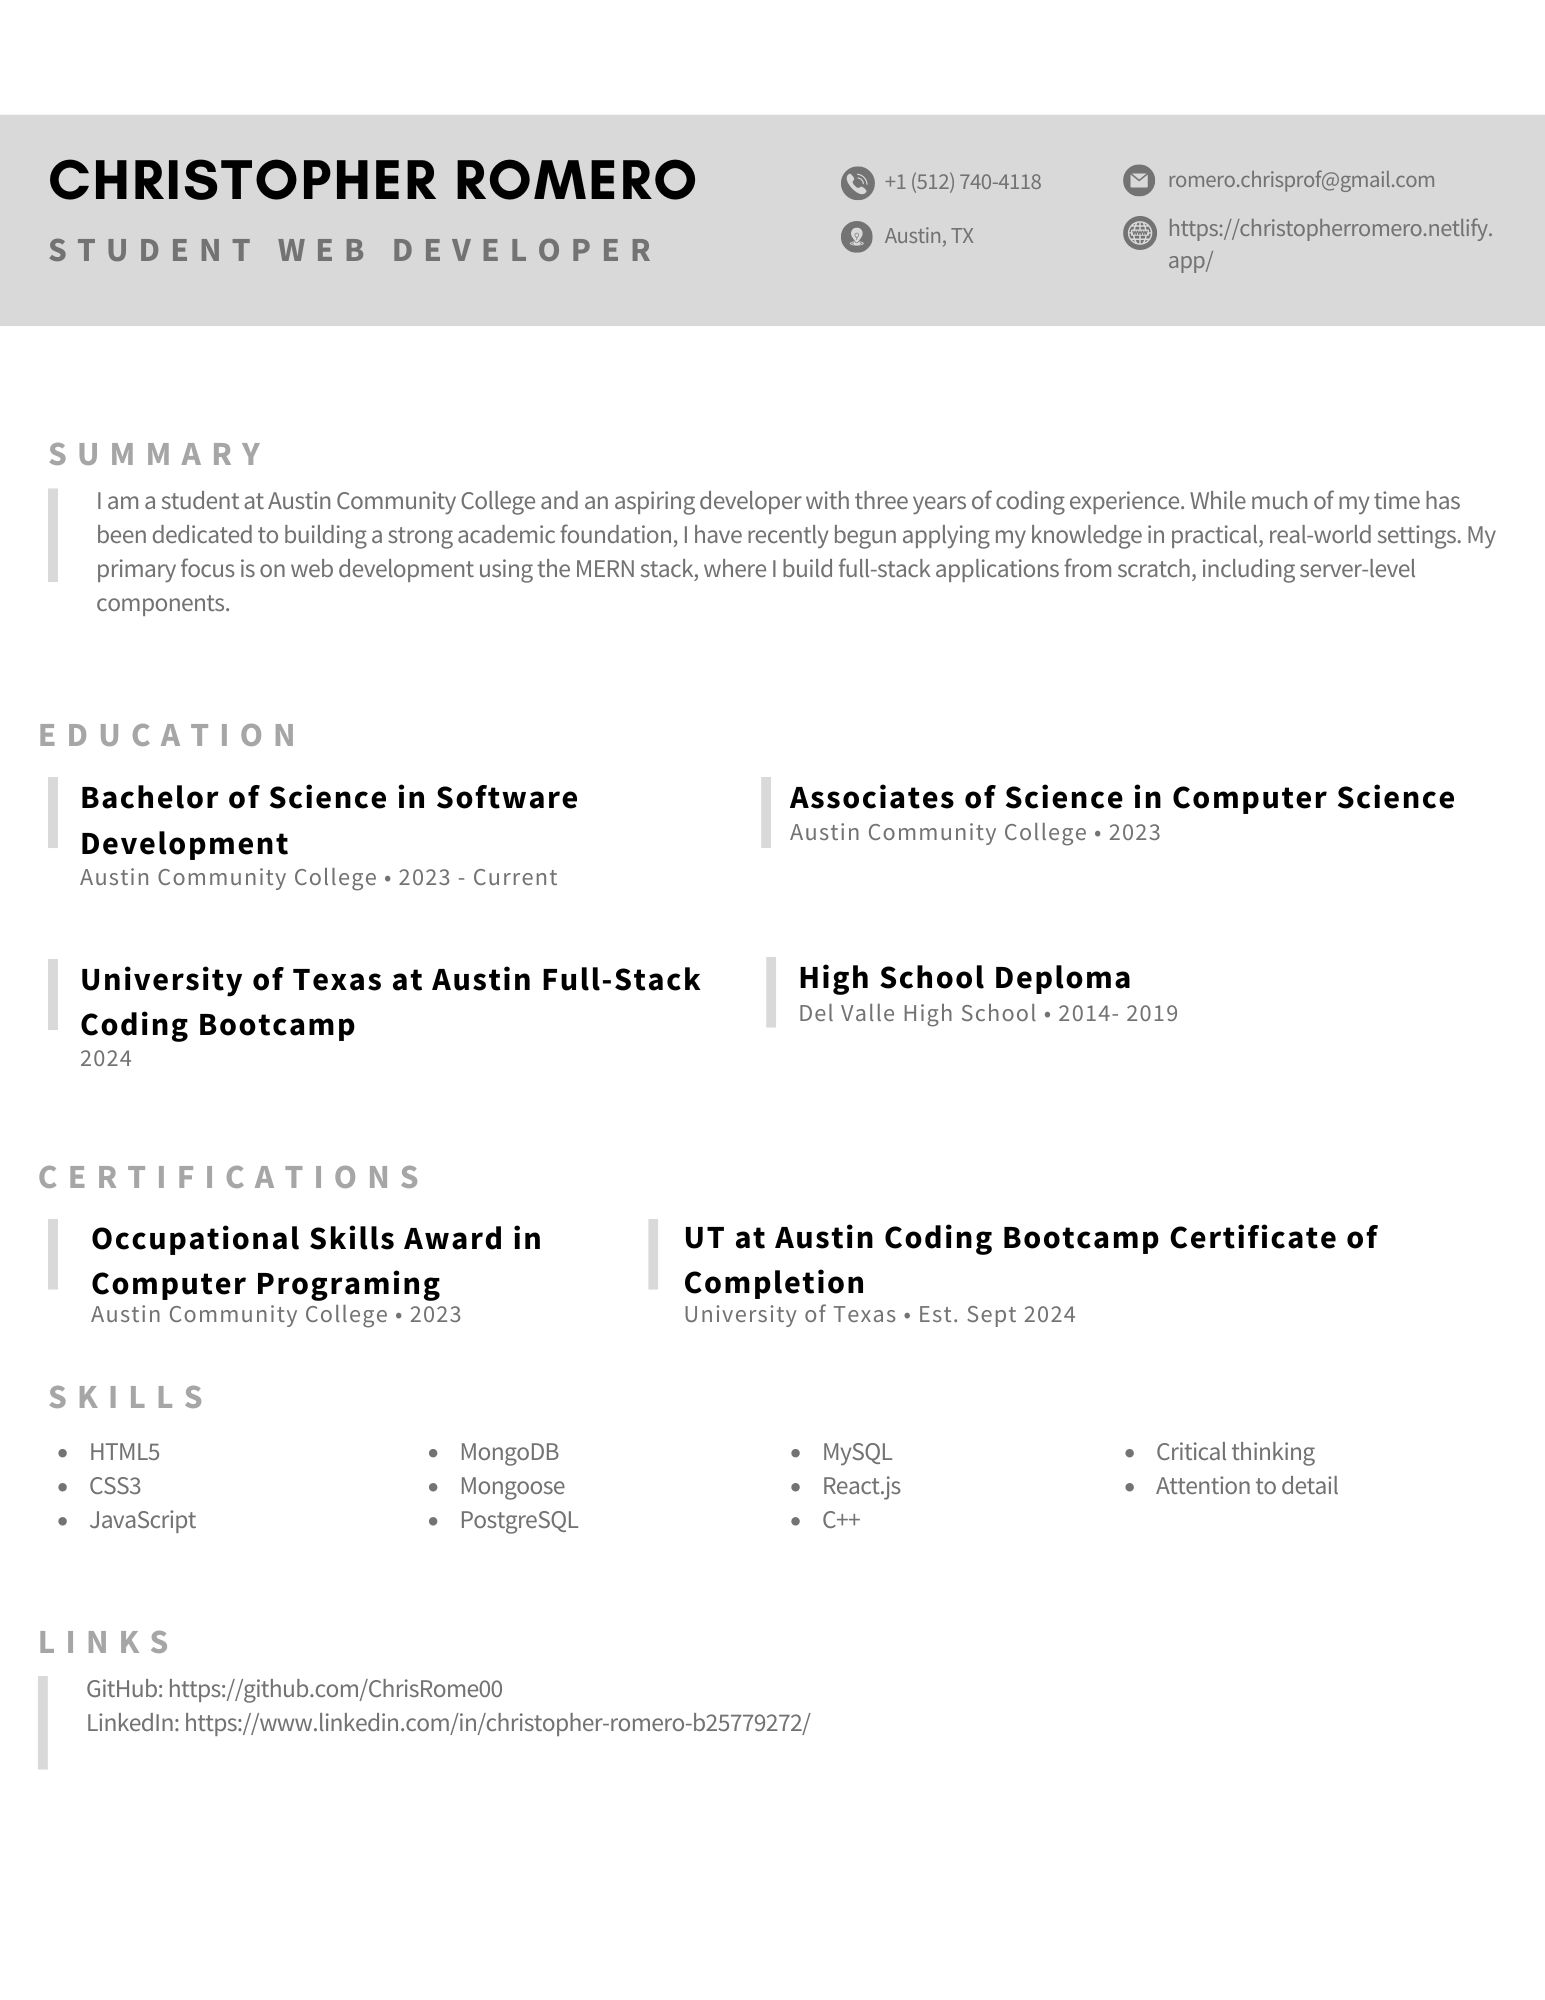 CHRISTOPHER ROMERO
STUDENT WEB DEVELOPER
+1 (512) 740-4118
Austin, TX
romero.chrisprof@gmail.com
https://christopherromero.netlify.
app/
SUMMARY
I am a student at Austin Community College and an aspiring developer with three years of coding experience. While much of my time has
been dedicated to building a strong academic foundation, I have recently begun applying my knowledge in practical, real-world settings. My
primary focus is on web development using the MERN stack, where I build full-stack applications from scratch, including server-level
components.
EDUCATION
Bachelor of Science in Software
Development
Austin Community College • 2023 - Current
Associates of Science in Computer Science
Austin Community College • 2023
University of Texas at Austin Full-Stack
Coding Bootcamp
2024
High School Deploma
Del Valle High School • 2014- 2019
CERTIFICATIONS
Occupational Skills Award in
Computer Programing
Austin Community College • 2023
UT at Austin Coding Bootcamp Certificate of
Completion
University of Texas • Est. Sept 2024
SKILLS
• HTML5
• CSS3
• JavaScript
• MongoDB
• Mongoose
• PostgreSQL
• MySQL
• React.js
• C++
• Critical thinking
• Attention to detail
LINKS
GitHub: https://github.com/ChrisRome00
LinkedIn: https://www.linkedin.com/in/christopher-romero-b25779272/